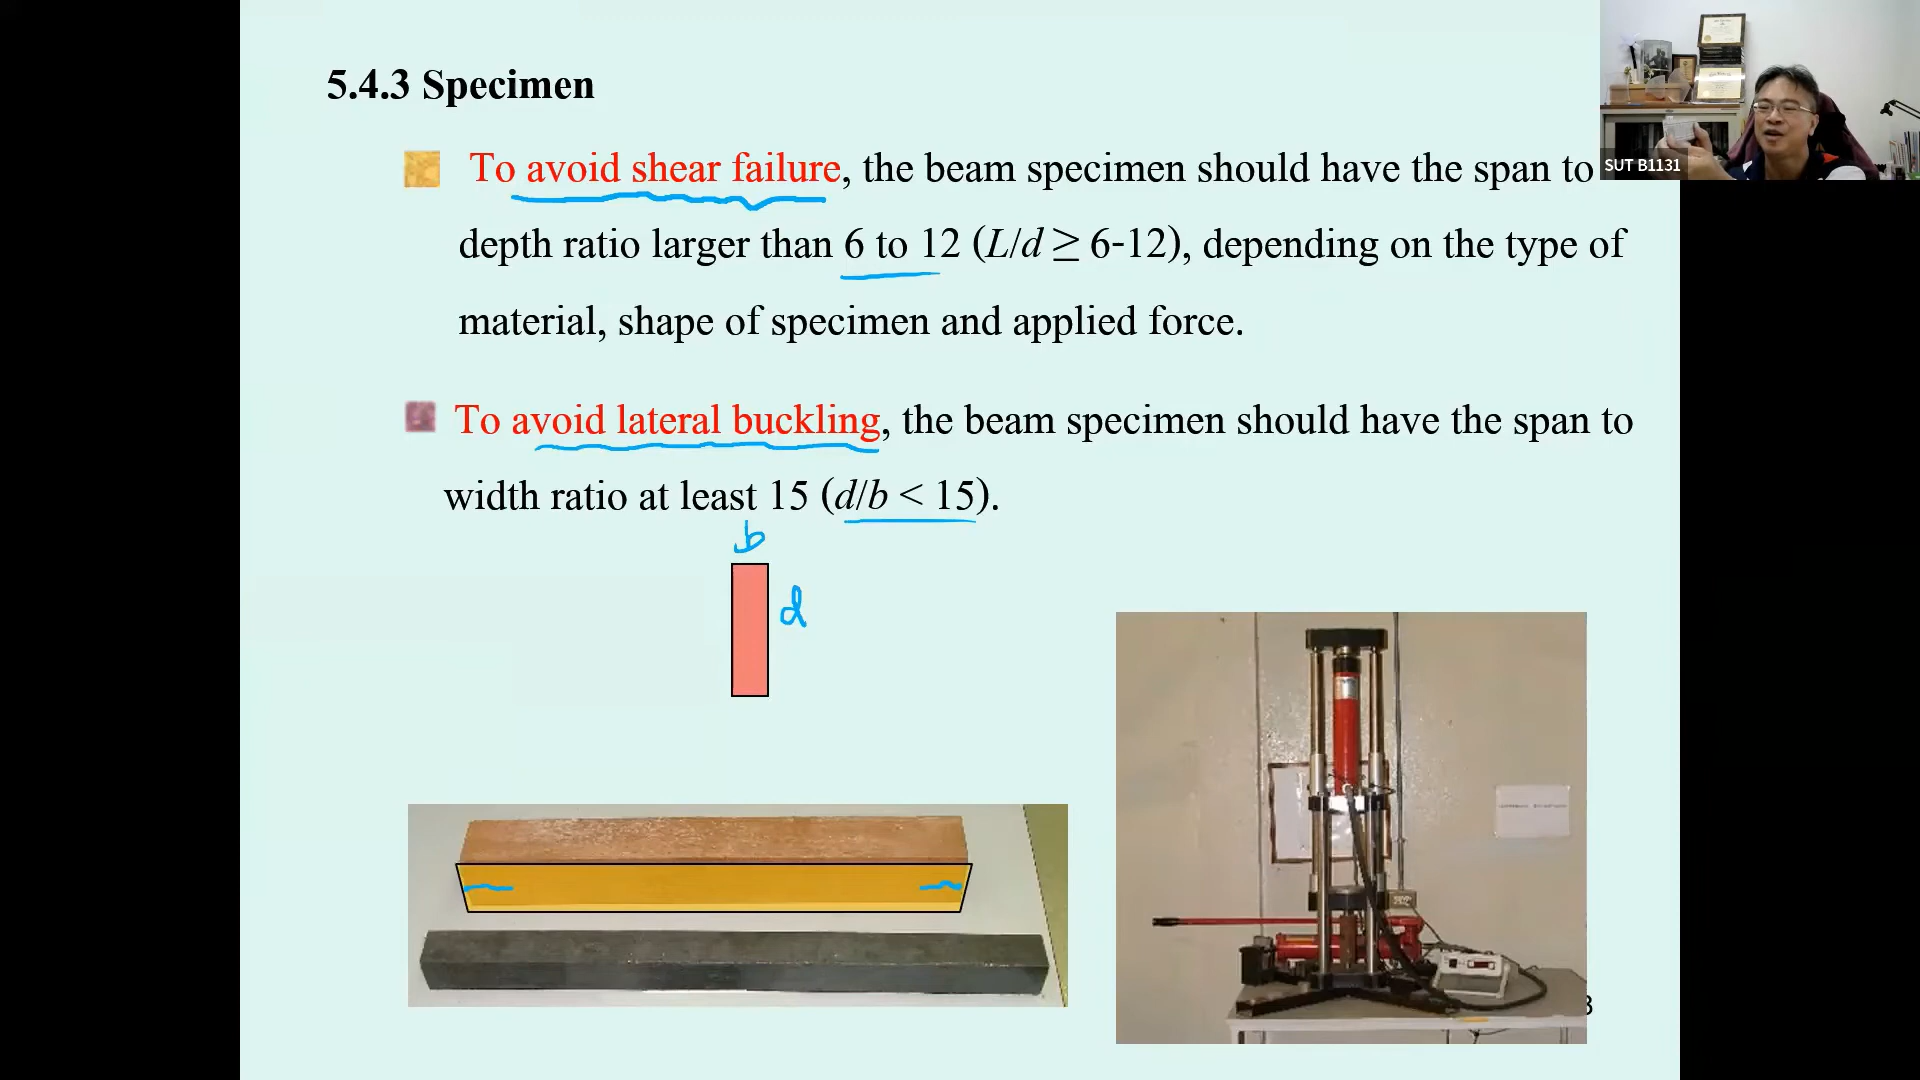 5.4.3 Specimen
SUT B1131
To avoid shear failure, the beam specimen should have the span to
depth ratio larger than 6 to 12 (L/d ≥ 6-12), depending on the type of
material, shape of specimen and applied force.
To avoid lateral buckling, the beam specimen should have the span to
width ratio at least 15 (d/b < 15).
b
d